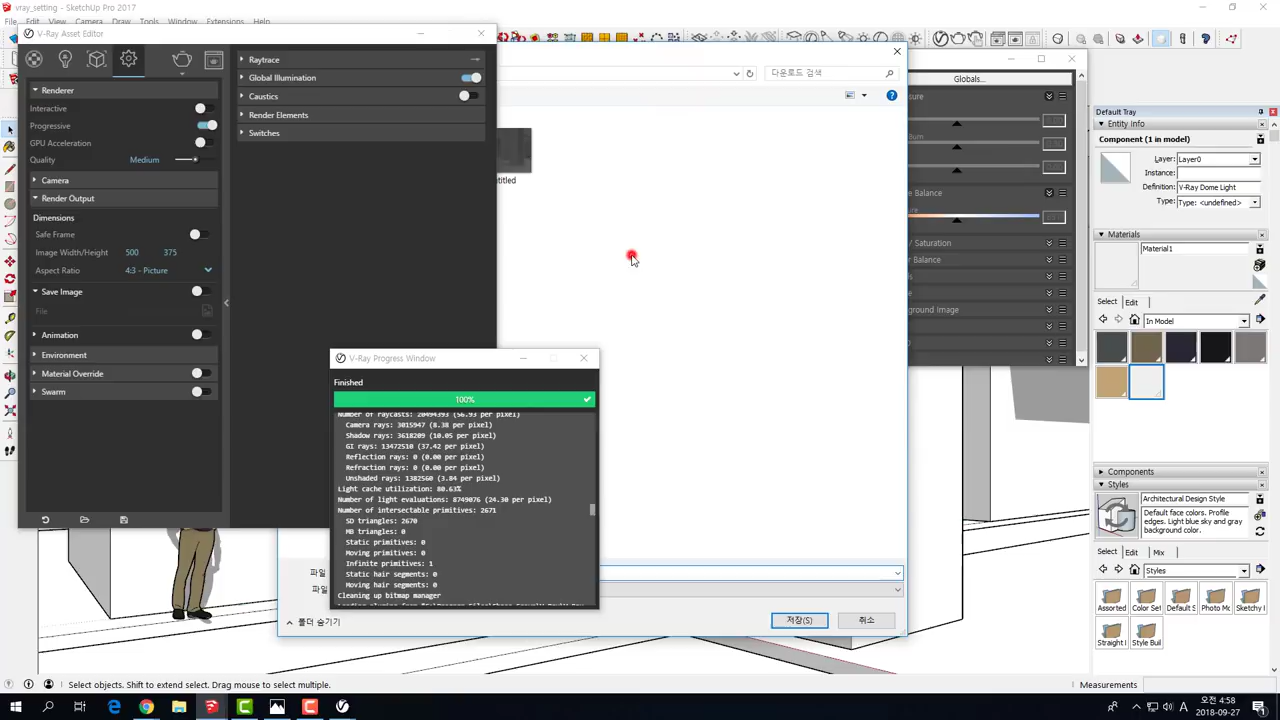 vray_setting - SketchUp Pro 2017
File Edit View Camera Draw Tools Window Extensions
V-Ray Asset Editor
Renderer
Interactive
Progressive
GPU Acceleration
Quality Medium
Camera
Render Output
Dimensions
Safe Frame
Image Width/Height 500 375
Aspect Ratio 4:3 - Picture
Save Image
File
Animation
Environment
Material Override
Swarm
Raytrace
Global Illumination
Caustics
Render Elements
Switches
다운로드 검색
V-Ray Progress Window
Finished
100%
Number of raycasts: 20494393 (56.93 per pixel)
Camera rays: 3015947 (8.38 per pixel)
Shadow rays: 3618209 (10.05 per pixel)
GI rays: 13472510 (37.42 per pixel)
Reflection rays: 0 (0.00 per pixel)
Refraction rays: 0 (0.00 per pixel)
Unshaded rays: 1382560 (3.84 per pixel)
Light cache utilization: 80.63%
Number of light evaluations: 8749076 (24.30 per pixel)
Number of intersectable primitives: 2671
SD triangles: 2670
MB triangles: 0
Static primitives: 0
Moving primitives: 0
Infinite primitives: 1
Static hair segments: 0
Moving hair segments: 0
Cleaning up bitmap manager
파일
파일
폴더 숨기기
저장(S)
취소
Globals...
sure
Burn
e Balance
ure
/ Saturation
r Balance
ground Image
Default Tray
Entity Info
Component (1 in model)
Layer: Layer0
Instance:
Definition: V-Ray Dome Light
Type: Type: <undefined>
Materials
Material1
Select Edit
In Model
Components
Styles
Architectural Design Style
Default face colors. Profile
edges. Light blue sky and gray
background color.
Select Edit Mix
Styles
Assorted Color Set Default S Photo Mo Sketchy I
Straight I Style Buil
Select objects. Shift to extend select. Drag mouse to select multiple.
Measurements
A
오전 4:58
2018-09-27